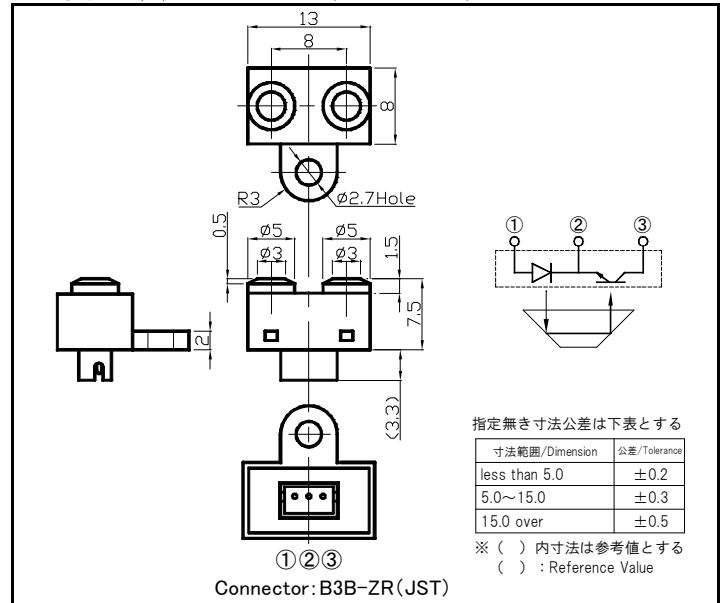 13
8
8
R3
ø2.7Hole
0.5
ø5
ø5
ø3
ø3
1.5
7.5
2
(3.3)
① ② ③
①②③
Connector:B3B-ZR(JST)
指定無き寸法公差は下表とする
寸法範囲/Dimension 公差/Tolerance
less than 5.0 ±0.2
5.0～15.0 ±0.3
15.0 over ±0.5
※（　）内寸法は参考値とする
（　）：Reference Value